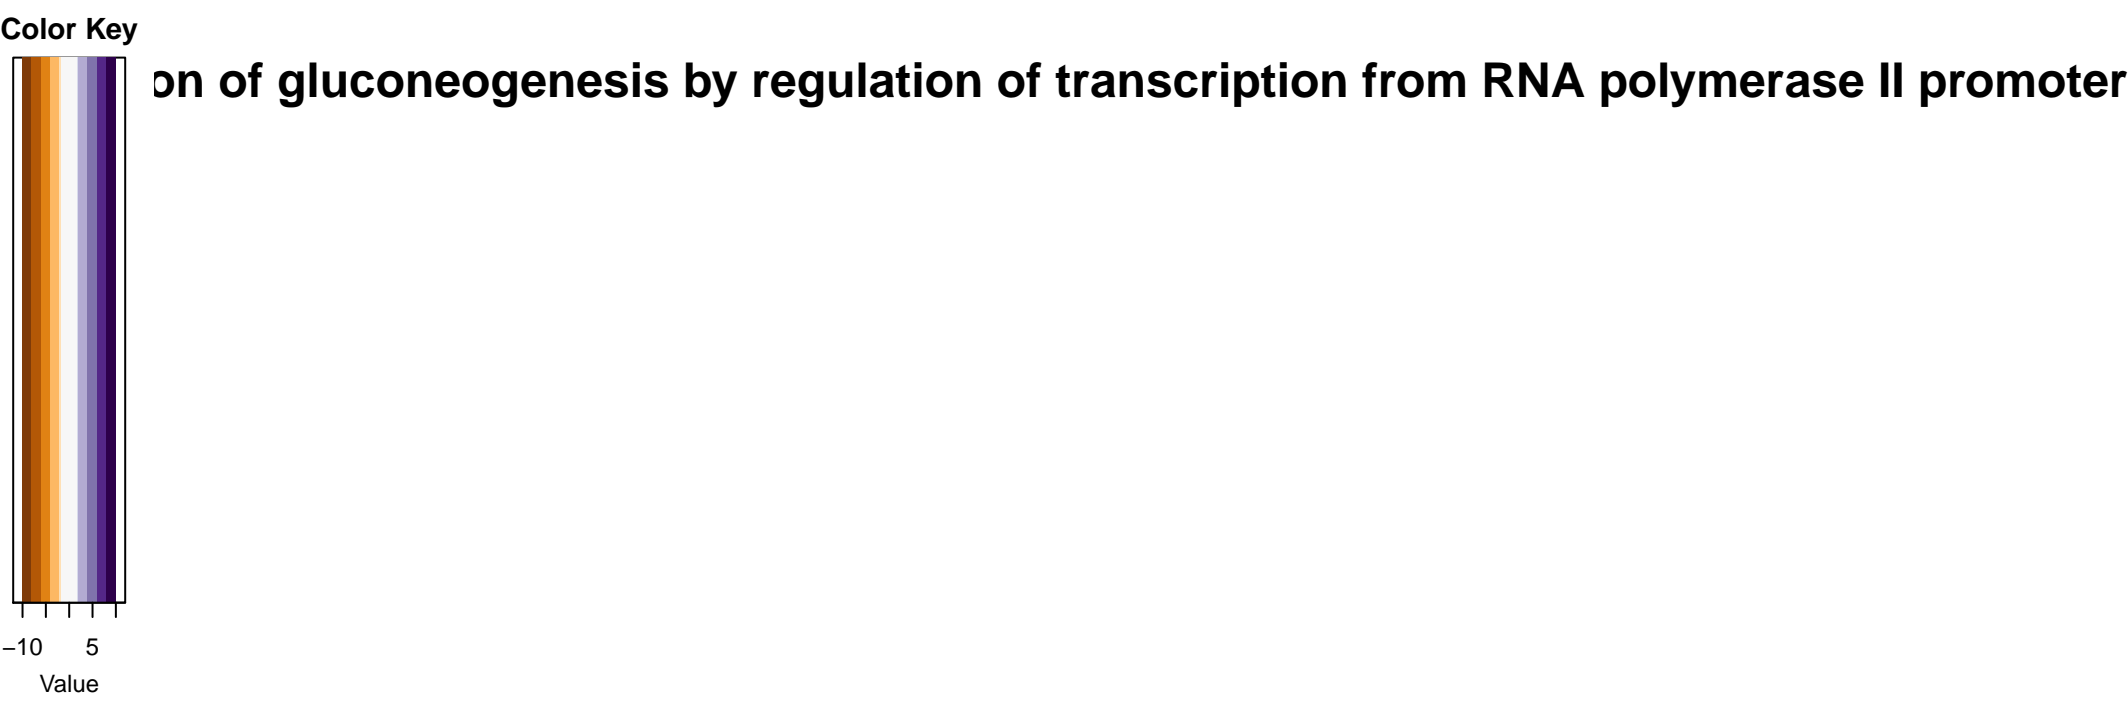 Color Key
on of gluconeogenesis by regulation of transcription from RNA polymerase II promoter
−10 5
Value